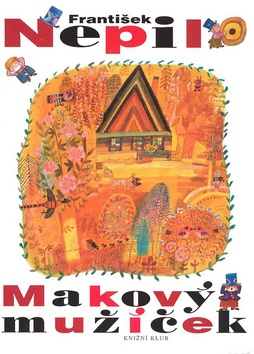 František
Nepil
Makový
mužíček
KNIŽNÍ KLUB